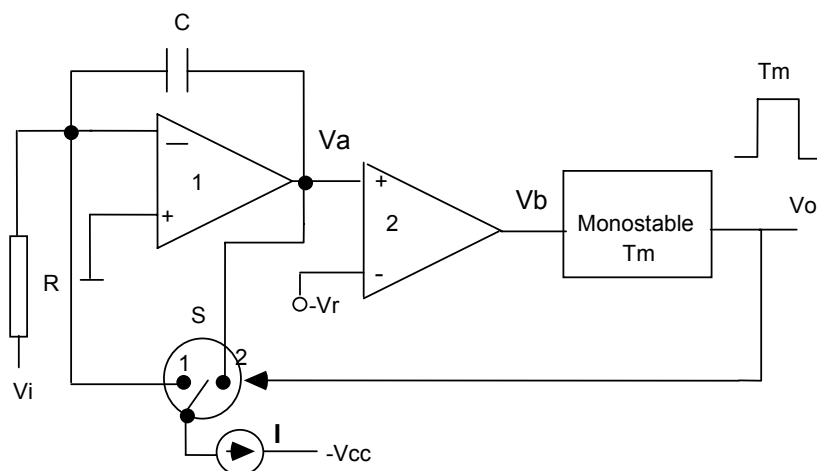 C
Tm
Va
—
1
+
+
2
-
Vb
Monostable
Tm
Vo
R
-Vr
S
1
2
Vi
I
-Vcc